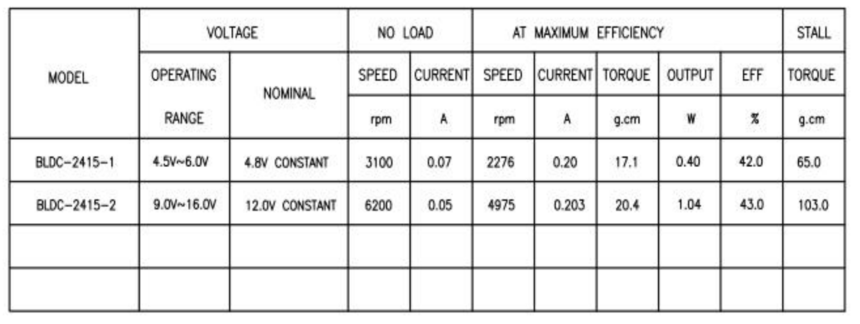 MODEL VOLTAGE NO LOAD AT MAXIMUM EFFICIENCY STALL
OPERATING RANGE NOMINAL SPEED CURRENT SPEED CURRENT TORQUE OUTPUT EFF TORQUE
rpm A rpm A g.cm W % g.cm
BLDC-2415-1 4.5V~6.0V 4.8V CONSTANT 3100 0.07 2276 0.20 17.1 0.40 42.0 65.0
BLDC-2415-2 9.0V~16.0V 12.0V CONSTANT 6200 0.05 4975 0.203 20.4 1.04 43.0 103.0